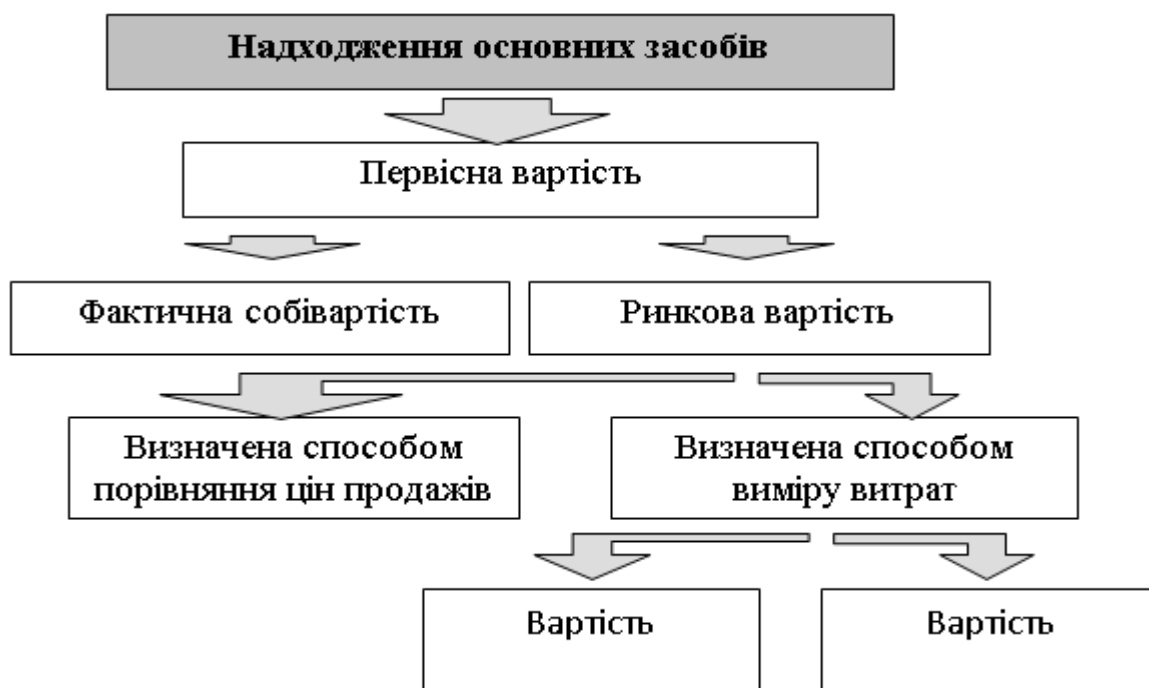 Надходження основних засобів
Первісна вартість
Фактична собівартість
Ринкова вартість
Визначена способом
порівняння цін продажів
Визначена способом
виміру витрат
Вартість
Вартість